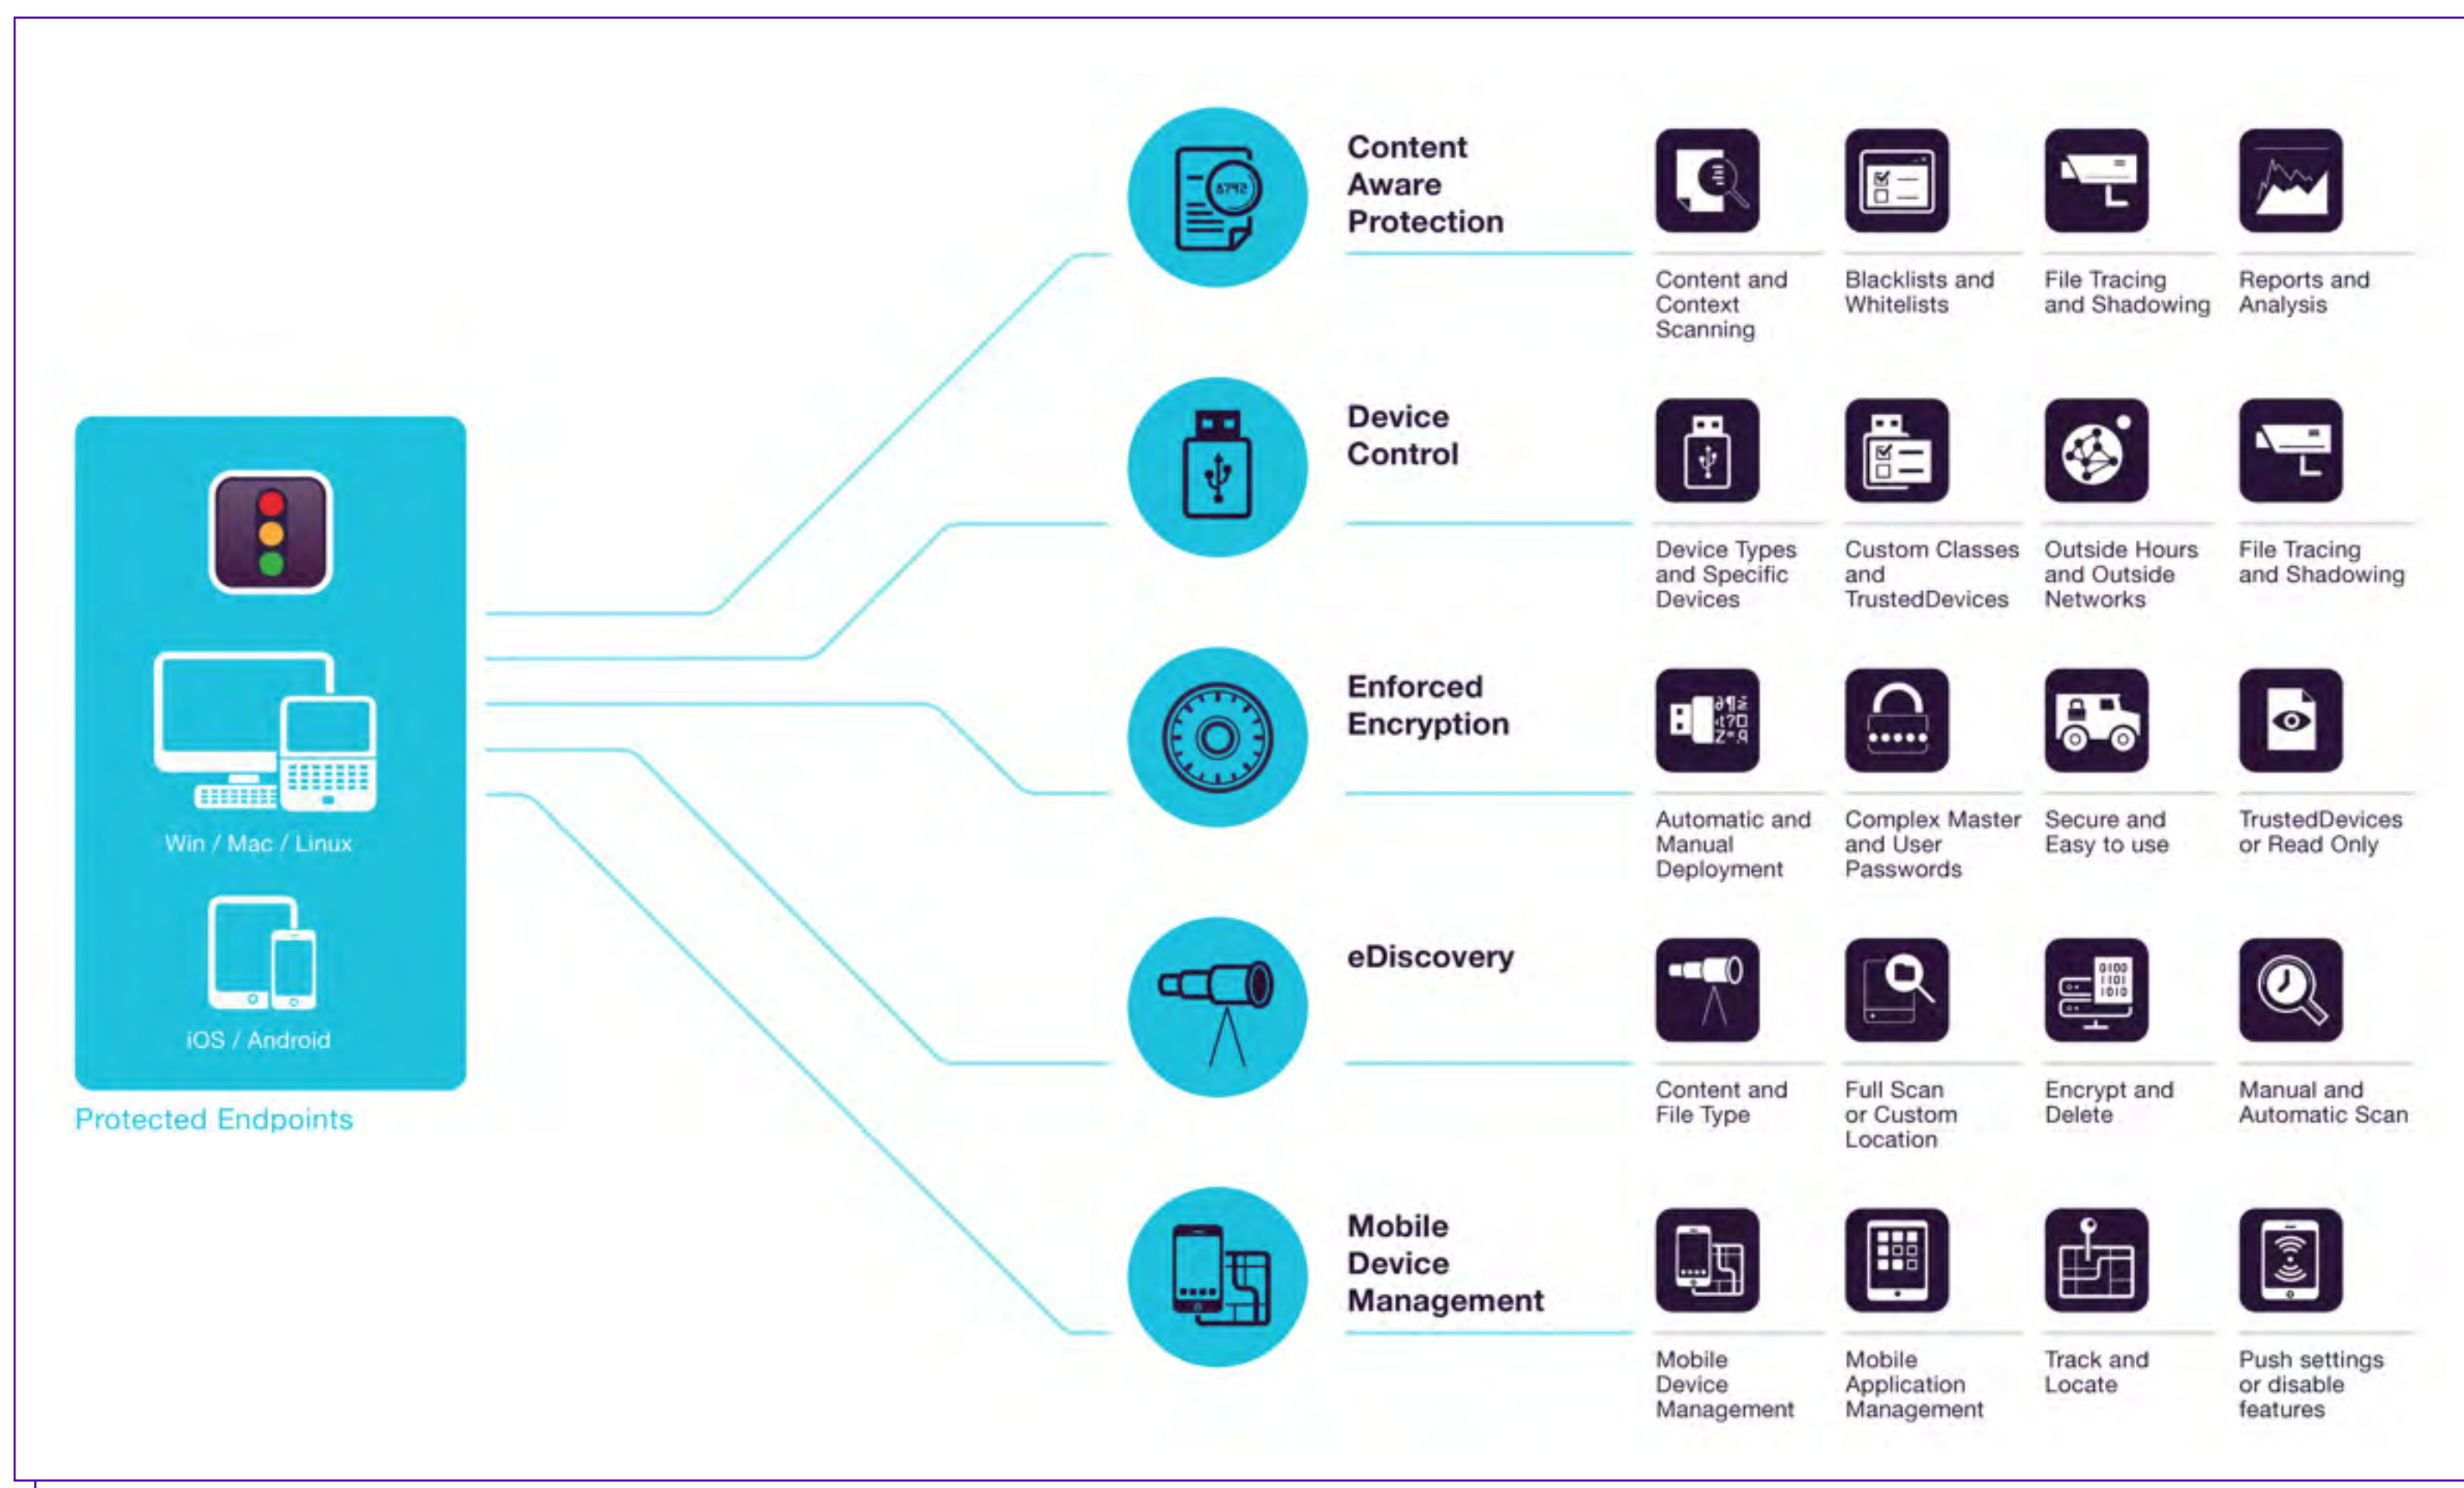 Content
Aware
Protection
Content and
Context
Scanning
Blacklists and
Whitelists
File Tracing
and Shadowing
Reports and
Analysis
Device
Control
Device Types
and Specific
Devices
Custom Classes
and
TrustedDevices
Outside Hours
and Outside
Networks
File Tracing
and Shadowing
Win / Mac / Linux
iOS / Android
Protected Endpoints
Enforced
Encryption
Automatic and
Manual
Deployment
Complex Master
and User
Passwords
Secure and
Easy to use
TrustedDevices
or Read Only
eDiscovery
0100
1101
1010
Content and
File Type
Full Scan
or Custom
Location
Encrypt and
Delete
Manual and
Automatic Scan
Mobile
Device
Management
Mobile
Device
Management
Mobile
Application
Management
Track and
Locate
Push settings
or disable
features